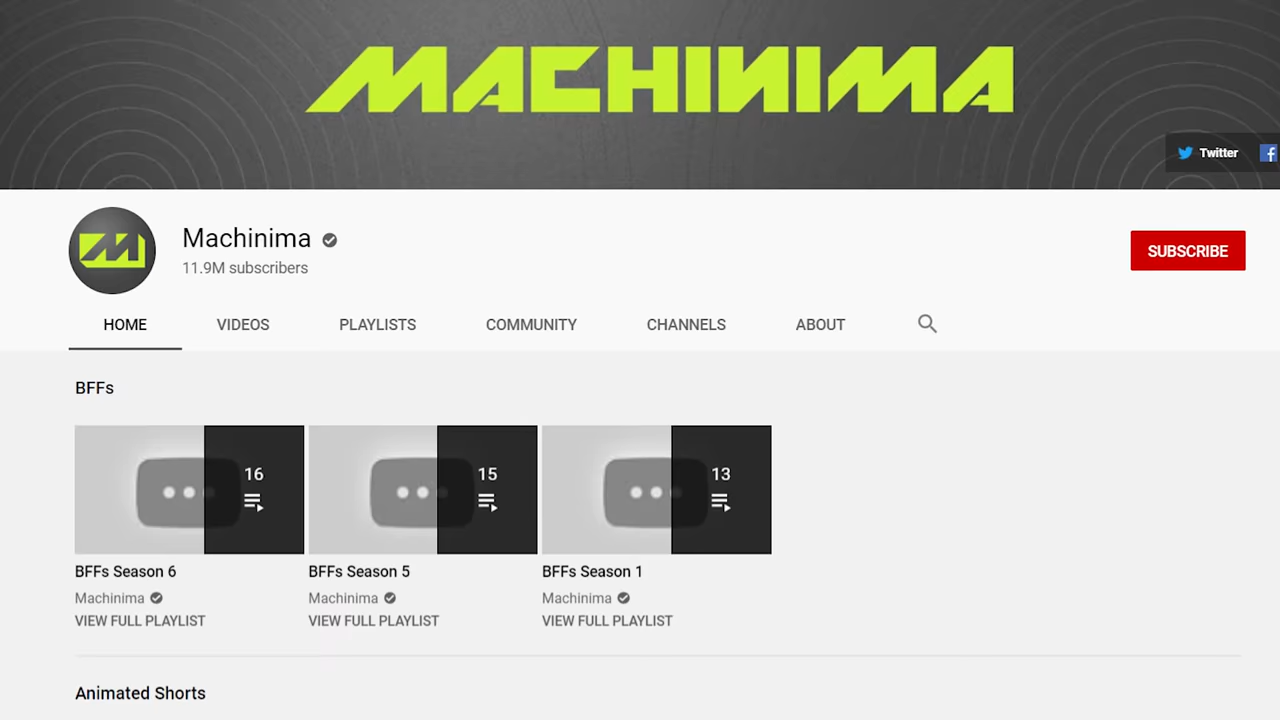 MACHINIMA
Twitter
Machinima
11.9M subscribers
SUBSCRIBE
HOME VIDEOS PLAYLISTS COMMUNITY CHANNELS ABOUT
BFFs
16 15 13
BFFs Season 6 BFFs Season 5 BFFs Season 1
Machinima Machinima Machinima
VIEW FULL PLAYLIST VIEW FULL PLAYLIST VIEW FULL PLAYLIST
Animated Shorts